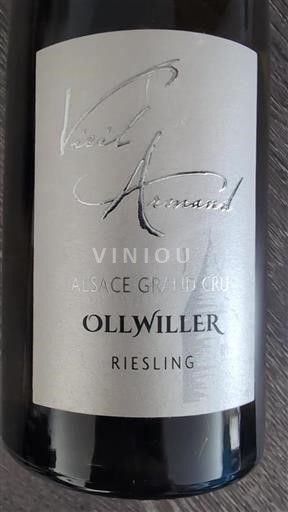 Vieil
Armand
VINIOU
ALSACE GRAND CRU
OLLWILLER
RIESLING